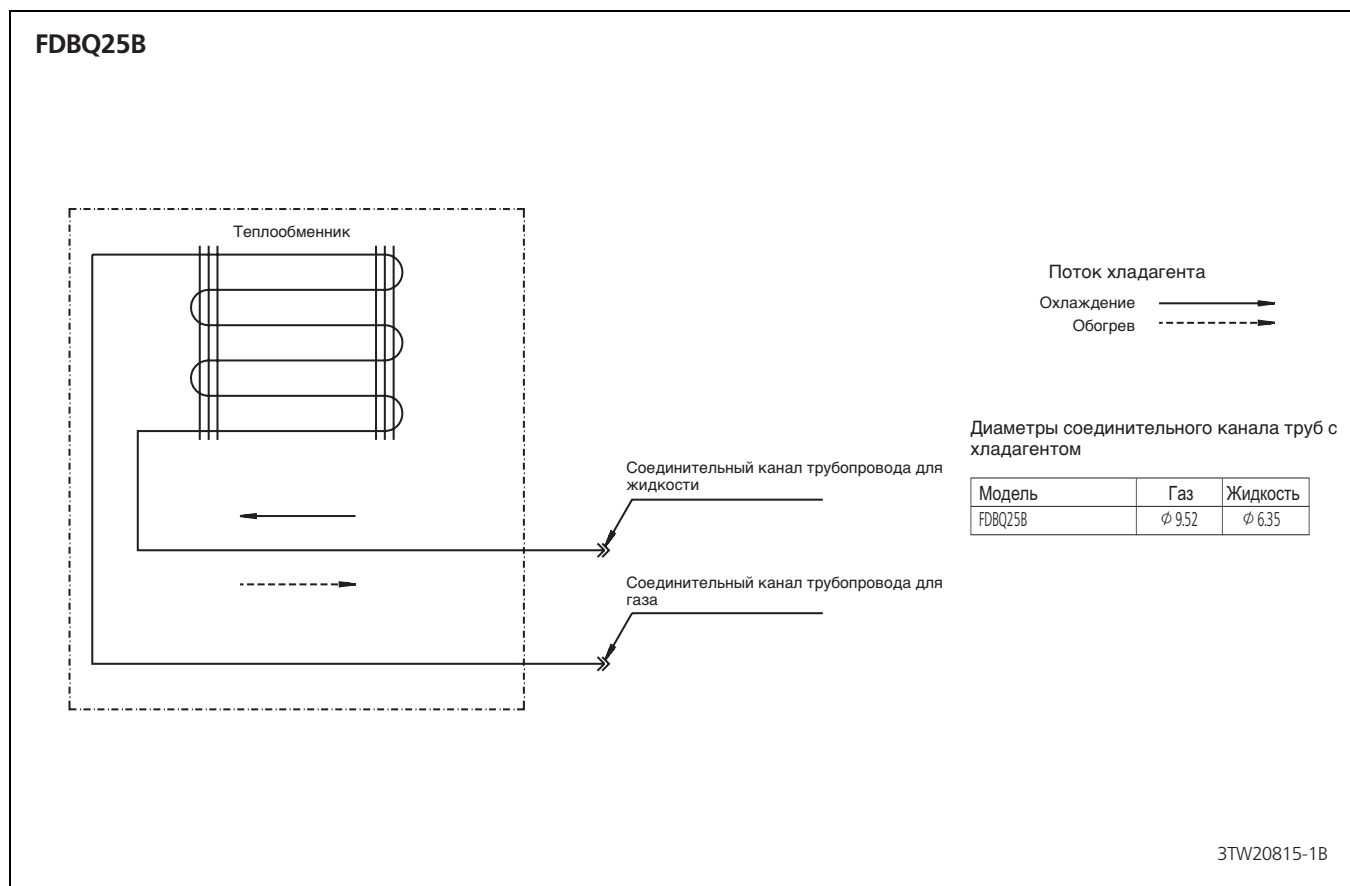 FDBQ25B
Теплообменник
Поток хладагента
Охлаждение
Обогрев
Диаметры соединительного канала труб с
хладагентом
Соединительный канал трубопровода для
жидкости
Модель Газ Жидкость
FDBQ25B ϕ 9.52 ϕ 6.35
Соединительный канал трубопровода для
газа
3TW20815-1B